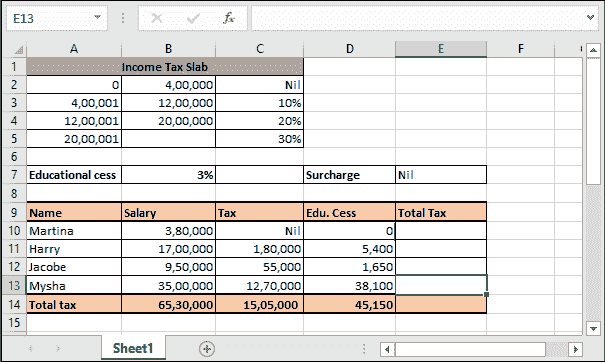 E13 fx
A B C D E F
1 Income Tax Slab
2 0 4,00,000 Nil
3 4,00,001 12,00,000 10%
4 12,00,001 20,00,000 20%
5 20,00,001 30%
6
7 Educational cess 3% Surcharge Nil
8
9 Name Salary Tax Edu. Cess Total Tax
10 Martina 3,80,000 Nil 0
11 Harry 17,00,000 1,80,000 5,400
12 Jacobe 9,50,000 55,000 1,650
13 Mysha 35,00,000 12,70,000 38,100
14 Total tax 65,30,000 15,05,000 45,150
15
Sheet1